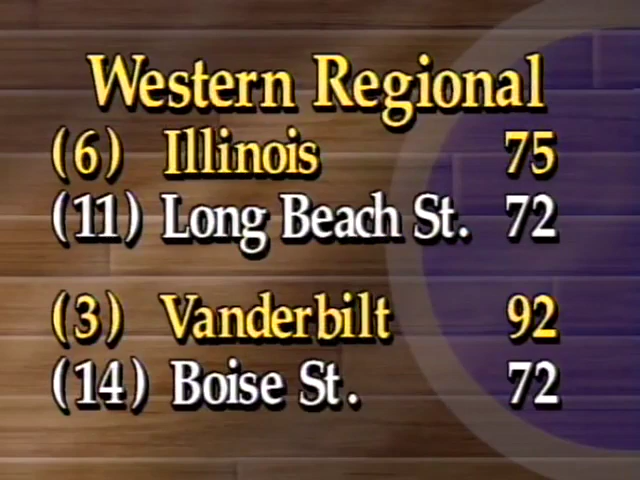 Western Regional
(6) Illinois 75
(11) Long Beach St. 72
(3) Vanderbilt 92
(14) Boise St. 72